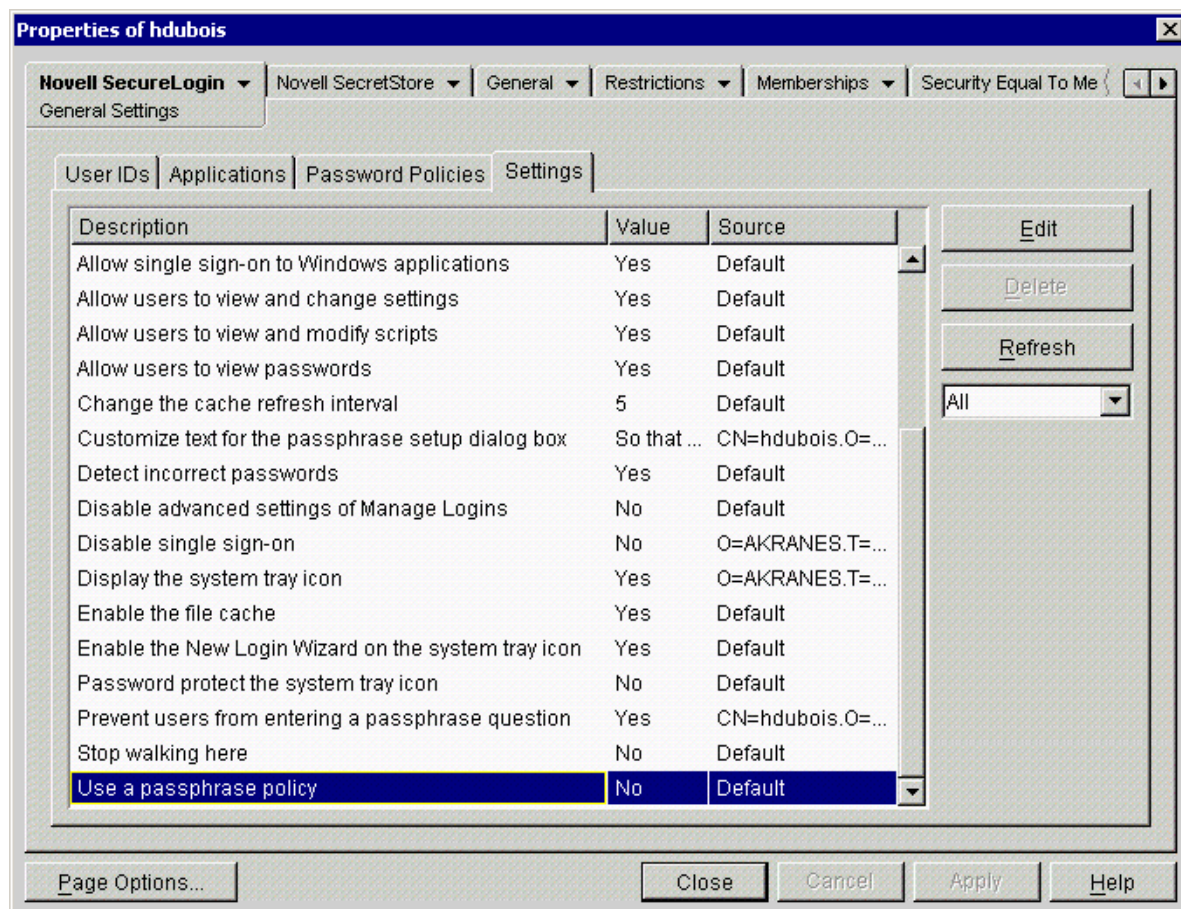 Properties of hdubois
Novell SecureLogin Novell SecretStore General Restrictions Memberships Security Equal To Me
General Settings
User IDs Applications Password Policies Settings
Description Value Source
Allow single sign-on to Windows applications Yes Default
Allow users to view and change settings Yes Default
Allow users to view and modify scripts Yes Default
Allow users to view passwords Yes Default
Change the cache refresh interval 5 Default
Customize text for the passphrase setup dialog box So that ... CN=hdubois.O=...
Detect incorrect passwords Yes Default
Disable advanced settings of Manage Logins No Default
Disable single sign-on No O=AKRANES.T=...
Display the system tray icon Yes O=AKRANES.T=...
Enable the file cache Yes Default
Enable the New Login Wizard on the system tray icon Yes Default
Password protect the system tray icon No Default
Prevent users from entering a passphrase question Yes CN=hdubois.O=...
Stop walking here No Default
Use a passphrase policy No Default
Edit
Delete
Refresh
All
Page Options... Close Cancel Apply Help